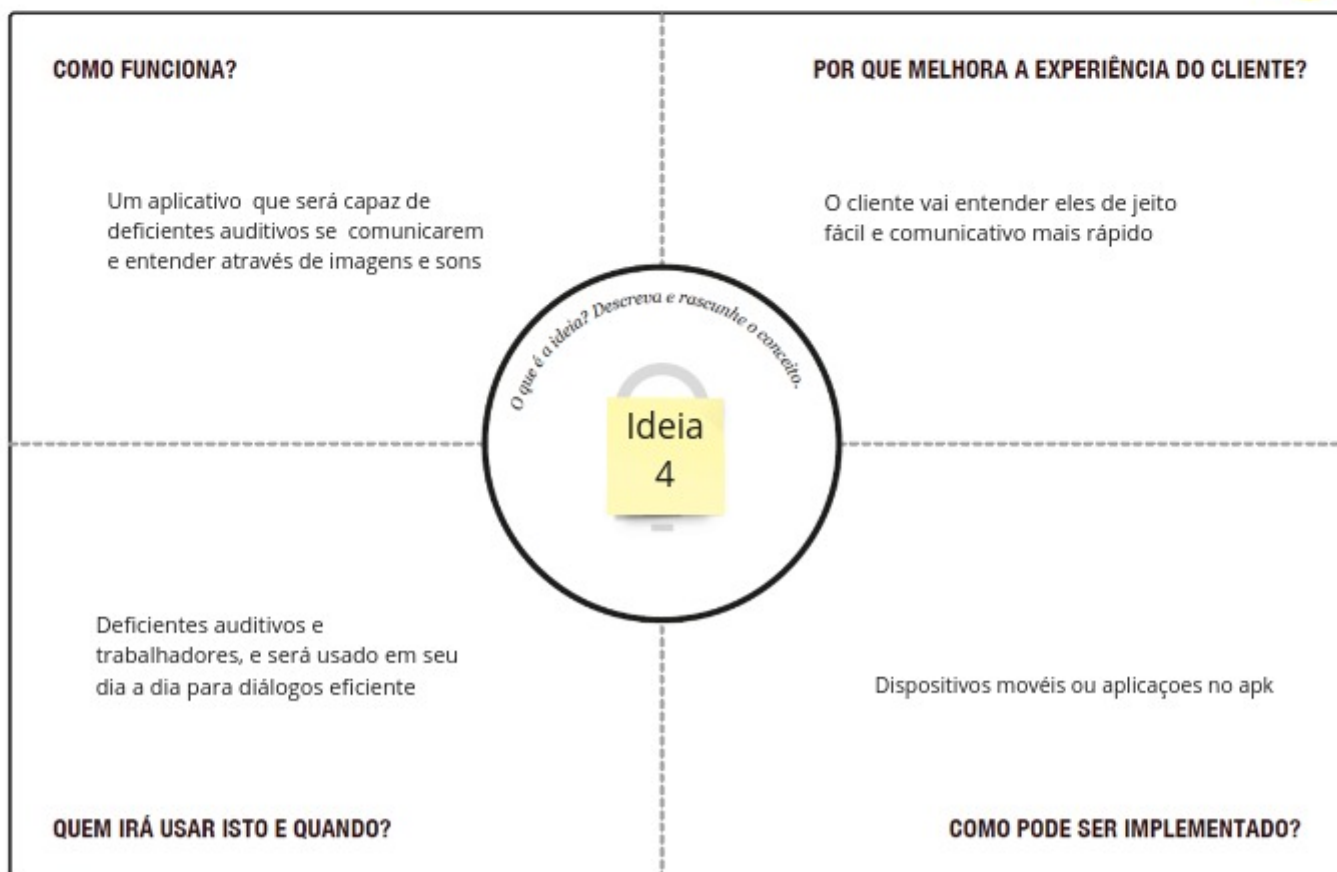 COMO FUNCIONA?
Um aplicativo que será capaz de
deficientes auditivos se comunicarem
e entender através de imagens e sons
POR QUE MELHORA A EXPERIÊNCIA DO CLIENTE?
O cliente vai entender eles de jeito
fácil e comunicativo mais rápido
O que é a ideia? Descreva e rascunhe o conceito.
Ideia
4
Deficientes auditivos e
trabalhadores, e será usado em seu
dia a dia para diálogos eficiente
QUEM IRÁ USAR ISTO E QUANDO?
Dispositivos movéis ou aplicaçoes no apk
COMO PODE SER IMPLEMENTADO?